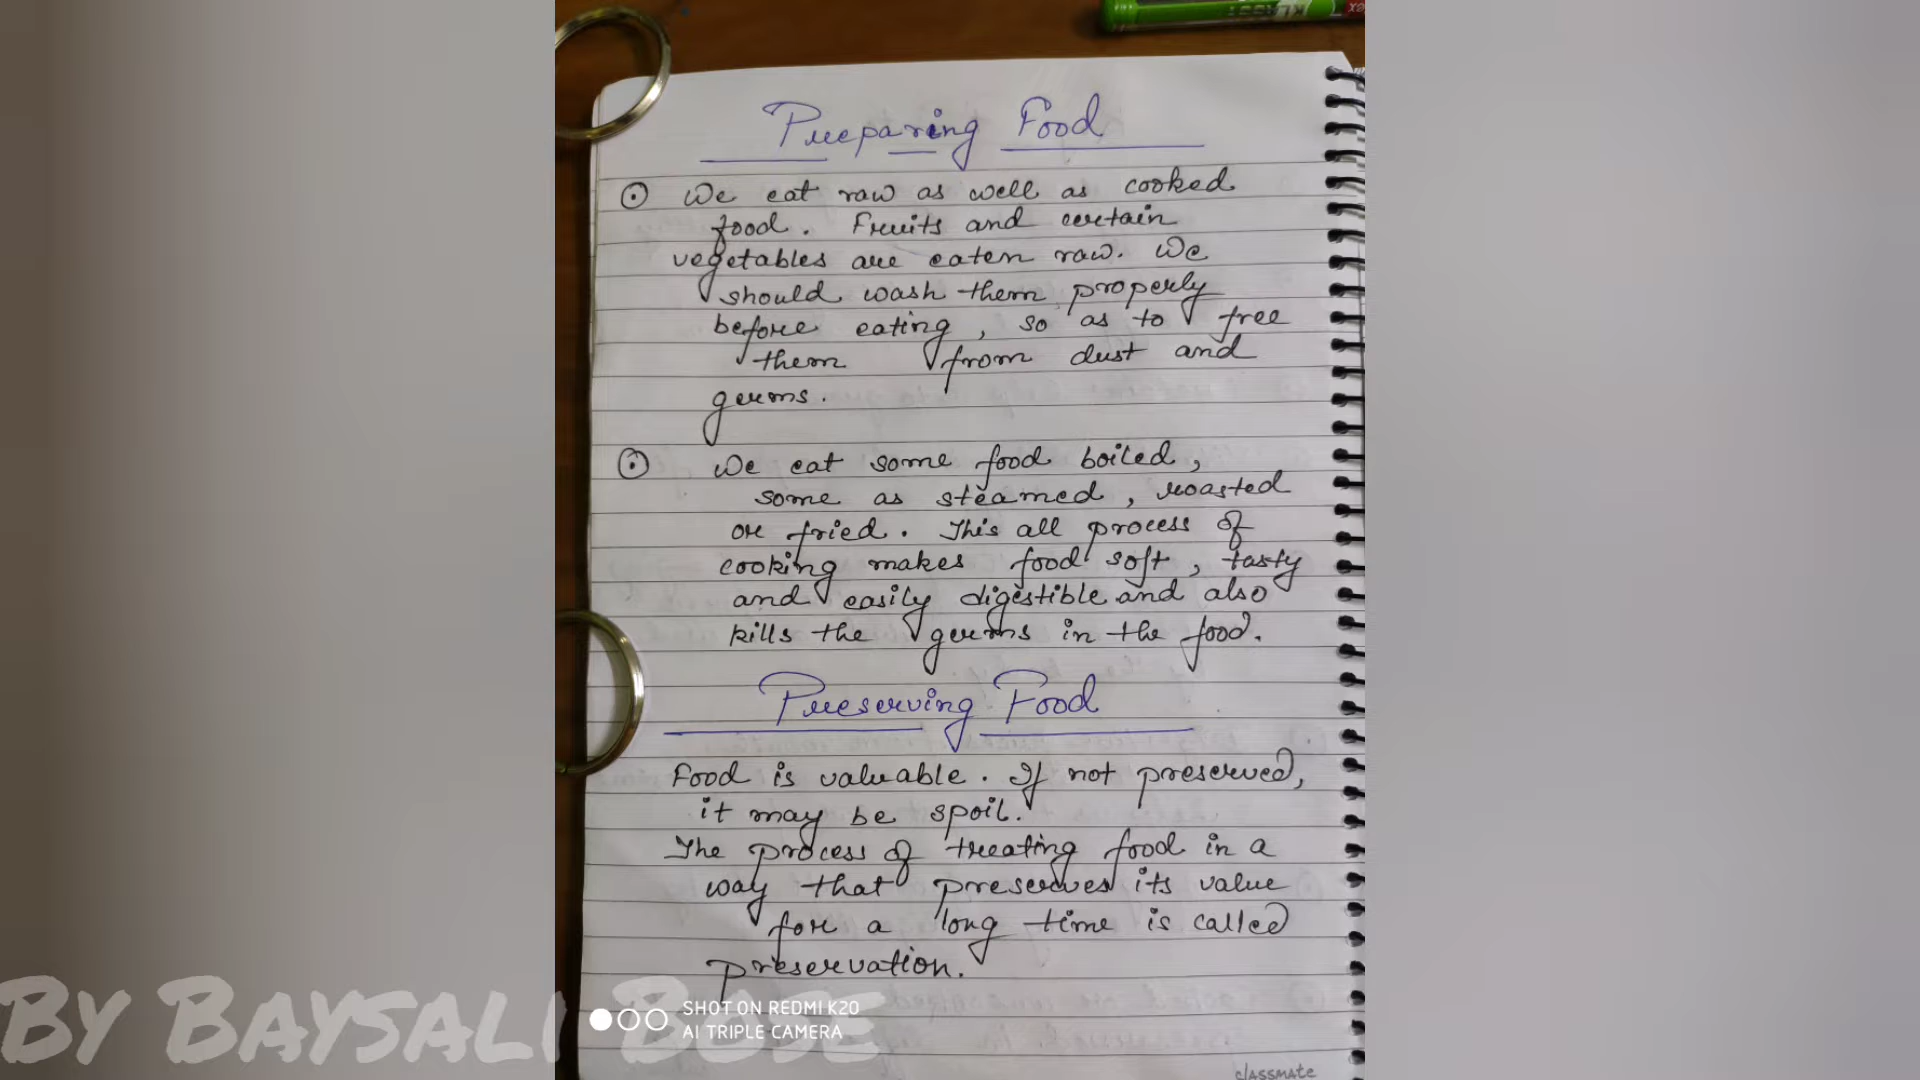 KLASSY
Preparing Food
We eat raw as well as cooked
food. Fruits and certain
vegetables are eaten raw. We
should wash them properly
before eating, so as to free
them from dust and
germs.
We eat some food boiled,
some as steamed, roasted
or fried. This all process of
cooking makes food soft, tasty
and easily digestible and also
kills the germs in the food.
Preserving Food
Food is valuable. If not preserved,
it may be spoil.
The process of treating food in a
way that preserves its value
for a long time is called
preservation.
By Baysali Bose
SHOT ON REDMI K20
AI TRIPLE CAMERA
classmate